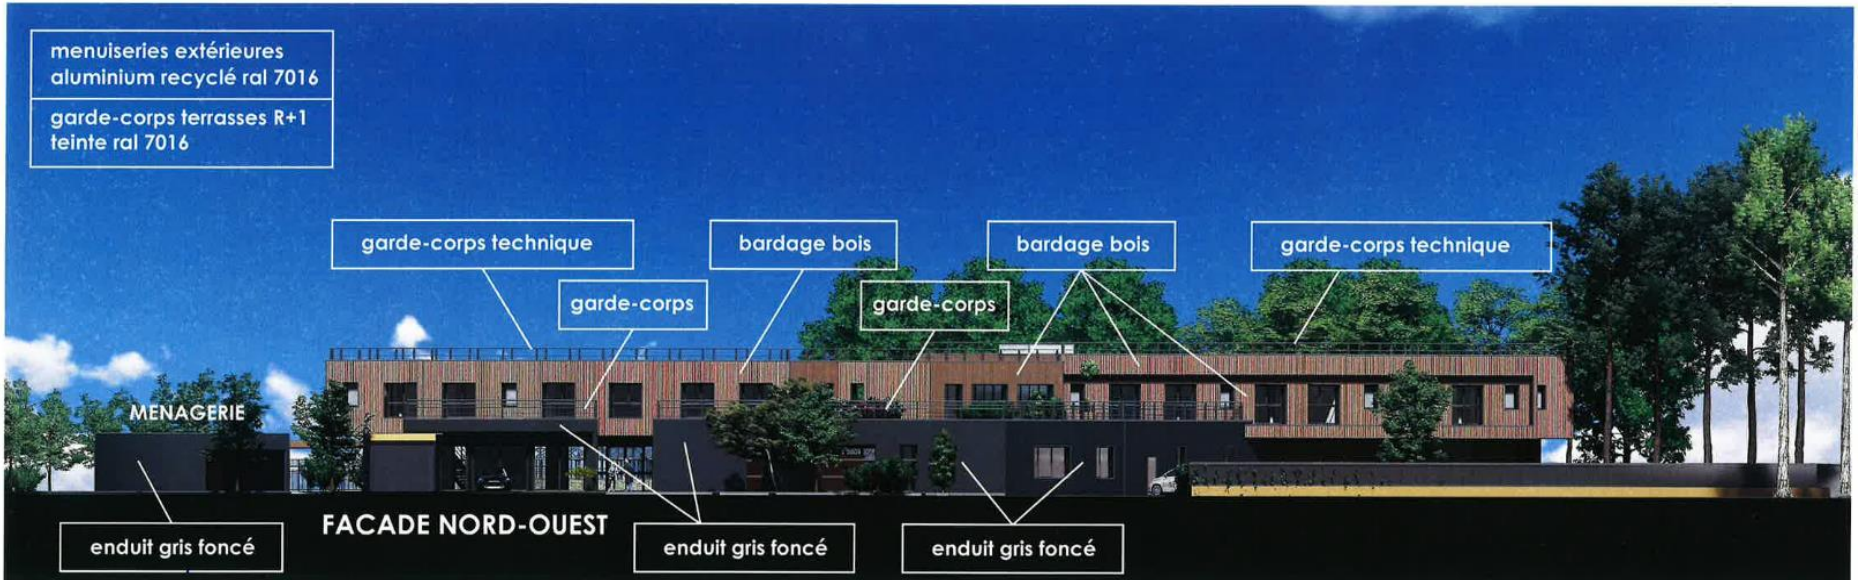 menuiseries extérieures
aluminium recyclé ral 7016
garde-corps terrasses R+1
teinte ral 7016
garde-corps technique
bardage bois
bardage bois
garde-corps technique
garde-corps
garde-corps
MENAGERIE
FACADE NORD-OUEST
enduit gris foncé
enduit gris foncé
enduit gris foncé